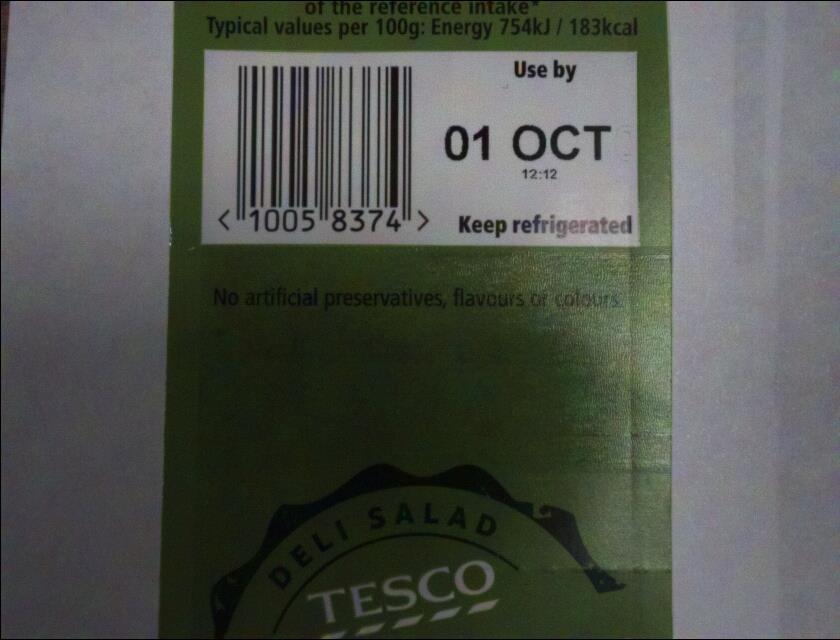 of the reference intake*
Typical values per 100g: Energy 754kJ / 183kcal
Use by
01 OCT
12:12
< 1005 8374 >
Keep refrigerated
No artificial preservatives, flavours or colours.
DELI SALAD
TESCO